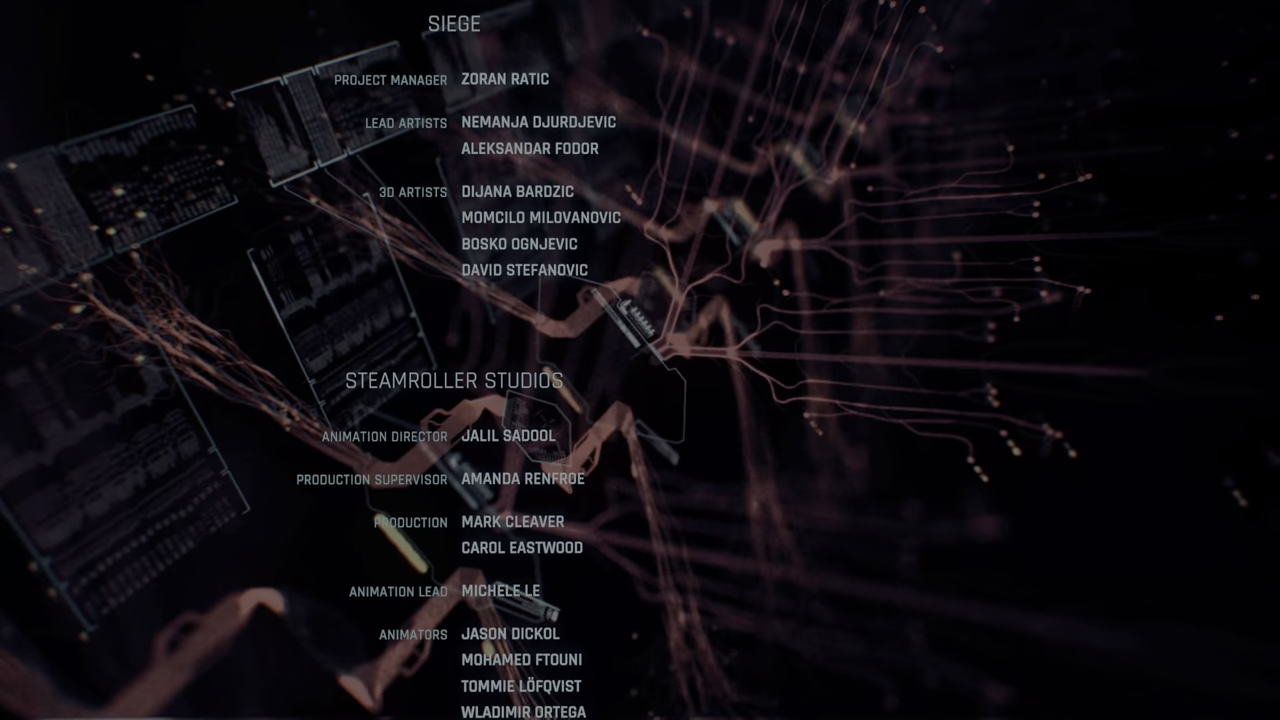 SIEGE
PROJECT MANAGER ZORAN RATIC
LEAD ARTISTS NEMANJA DJURDJEVIC
ALEKSANDAR FODOR
3D ARTISTS DIJANA BARDZIC
MOMCILO MILOVANOVIC
BOSKO OGNJEVIC
DAVID STEFANOVIC
STEAMROLLER STUDIOS
ANIMATION DIRECTOR JALIL SADOOL
PRODUCTION SUPERVISOR AMANDA RENFROE
PRODUCTION MARK CLEAVER
CAROL EASTWOOD
ANIMATION LEAD MICHELE LE
ANIMATORS JASON DICKOL
MOHAMED FTOUNI
TOMMIE LÖFQVIST
WLADIMIR ORTEGA